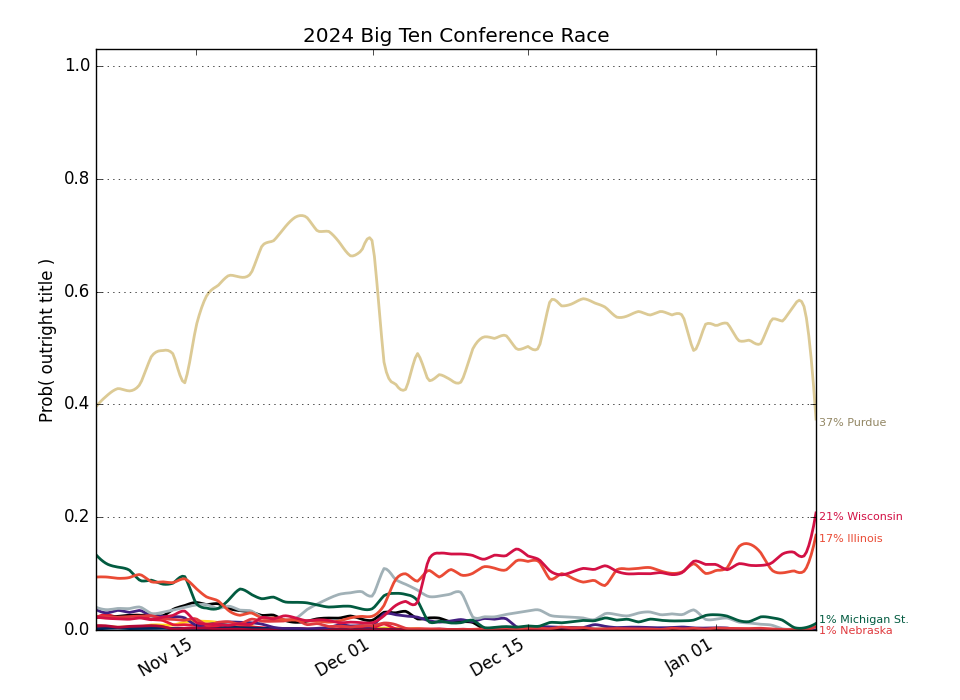 2024 Big Ten Conference Race
Prob( outright title )
1.0
0.8
0.6
0.4
0.2
0.0
37% Purdue
21% Wisconsin
17% Illinois
1% Michigan St.
1% Nebraska
Nov 15
Dec 01
Dec 15
Jan 01